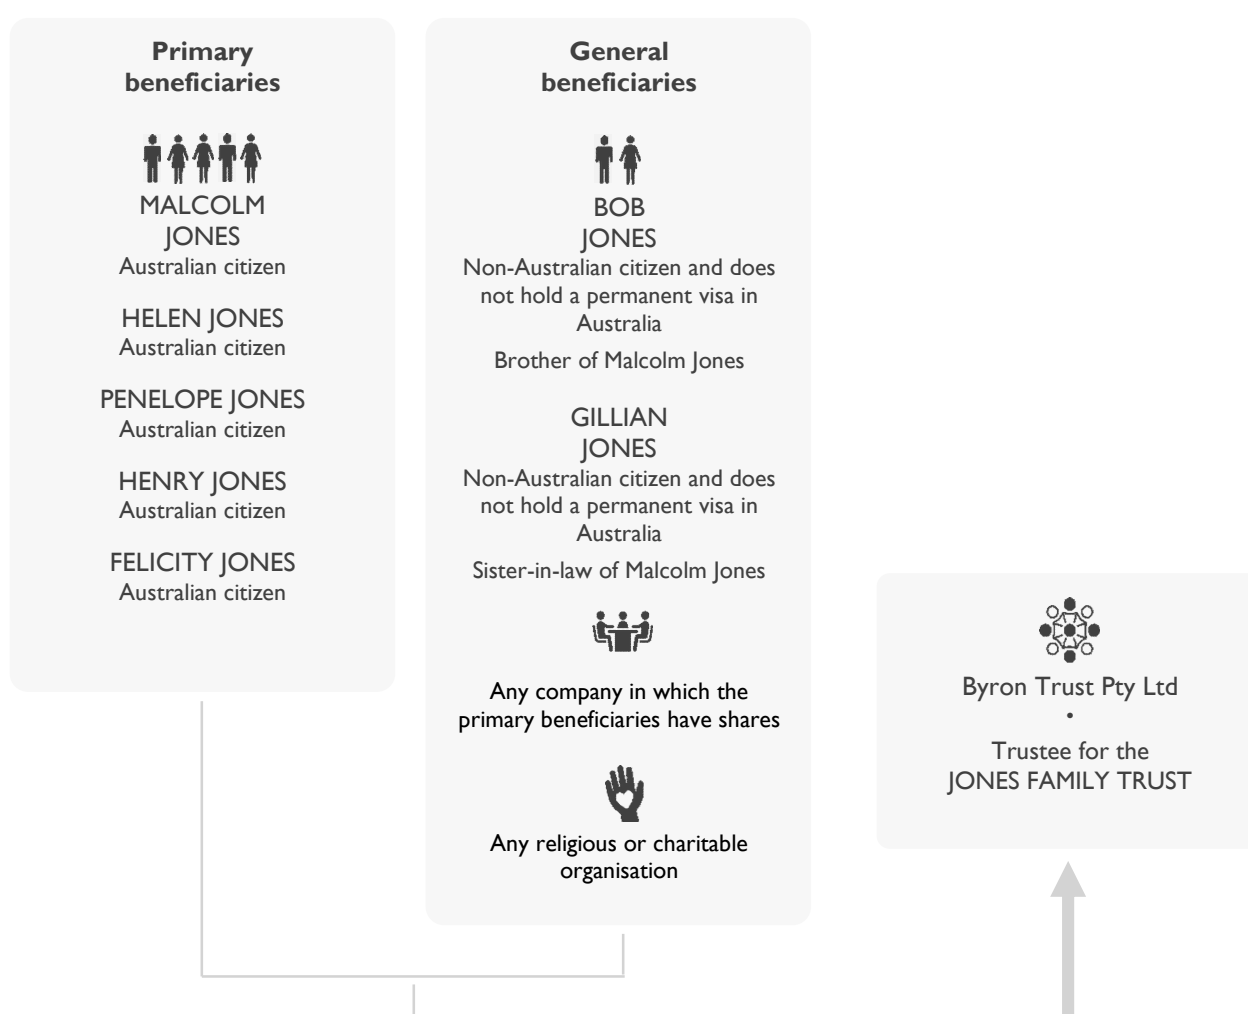 Primary
beneficiaries
MALCOLM
JONES
Australian citizen
HELEN JONES
Australian citizen
PENELOPE JONES
Australian citizen
HENRY JONES
Australian citizen
FELICITY JONES
Australian citizen
General
beneficiaries
BOB
JONES
Non-Australian citizen and does
not hold a permanent visa in
Australia
Brother of Malcolm Jones
GILLIAN
JONES
Non-Australian citizen and does
not hold a permanent visa in
Australia
Sister-in-law of Malcolm Jones
Any company in which the
primary beneficiaries have shares
Any religious or charitable
organisation
Byron Trust Pty Ltd
•
Trustee for the
JONES FAMILY TRUST